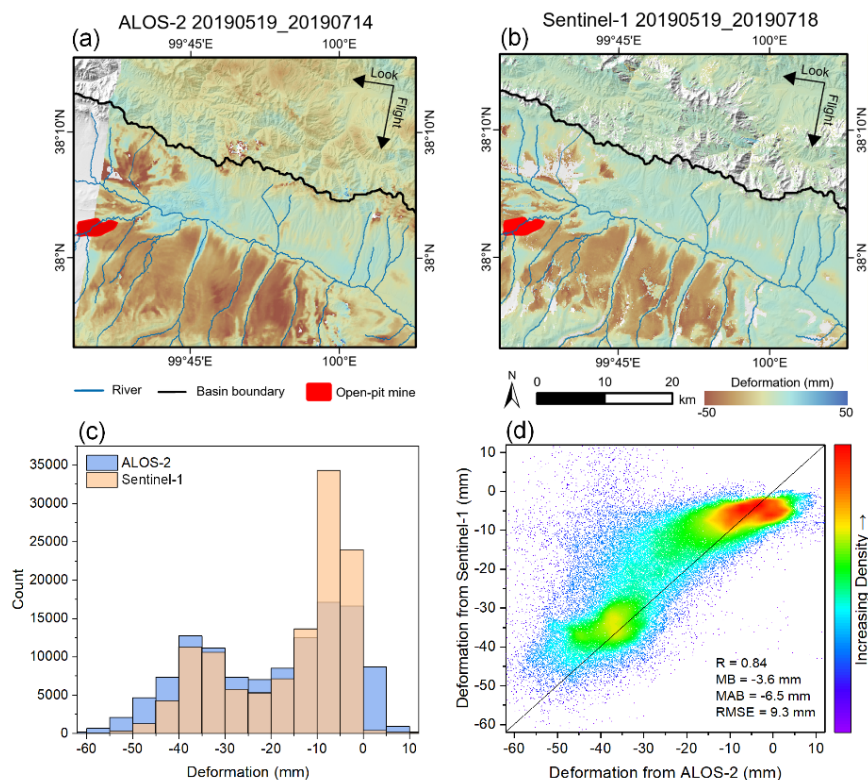 ALOS-2 20190519_20190714
Sentinel-1 20190519_20190718
(a)
99°45'E
100°E
(b)
99°45'E
100°E
Look
Flight
Look
Flight
38°10'N
38°10'N
38°10'N
38°N
38°N
38°N
99°45'E
100°E
99°45'E
100°E
River
Basin boundary
Open-pit mine
N
0 10 20
km
Deformation (mm)
-50 50
(c)
ALOS-2
Sentinel-1
35000
30000
25000
20000
15000
10000
5000
0
Count
-60 -50 -40 -30 -20 -10 0 10
Deformation (mm)
(d)
10
0
-10
-20
-30
-40
-50
-60
Deformation from Sentinel-1 (mm)
R = 0.84
MB = -3.6 mm
MAB = -6.5 mm
RMSE = 9.3 mm
-60 -50 -40 -30 -20 -10 0 10
Deformation from ALOS-2 (mm)
Increasing Density →